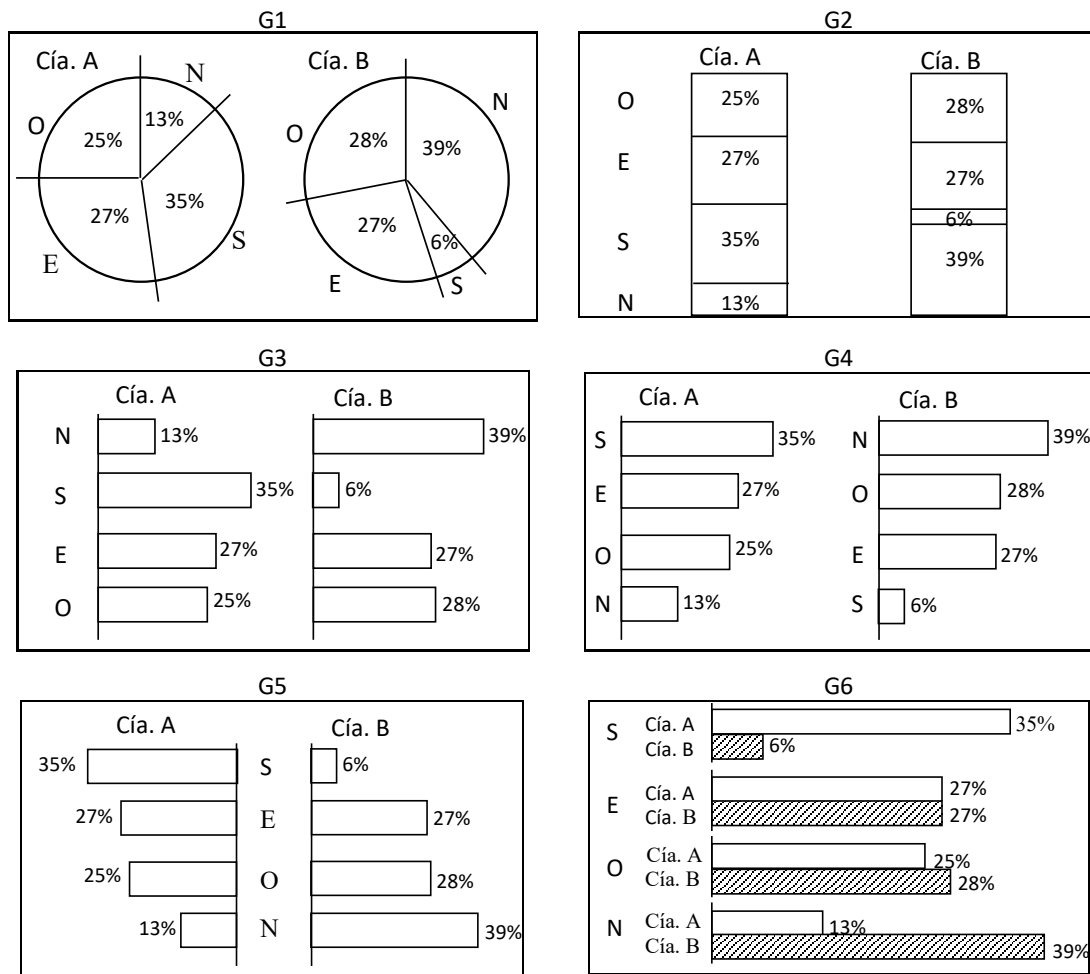 G1
Cía. A
N
O
13%
25%
35%
27%
S
E
Cía. B
N
O
28%
39%
27%
6%
E
S
G2
Cía. A
Cía. B
O
25%
28%
E
27%
27%
6%
S
35%
39%
N
13%
G3
Cía. A
Cía. B
N
13%
39%
S
35%
6%
E
27%
27%
O
25%
28%
G4
Cía. A
Cía. B
S
35%
N
39%
E
27%
O
28%
O
25%
E
27%
N
13%
S
6%
G5
Cía. A
Cía. B
35%
S
6%
27%
E
27%
25%
O
28%
13%
N
39%
G6
S
Cía. A
35%
Cía. B
6%
E
Cía. A
27%
Cía. B
27%
O
Cía. A
25%
Cía. B
28%
N
Cía. A
13%
Cía. B
39%